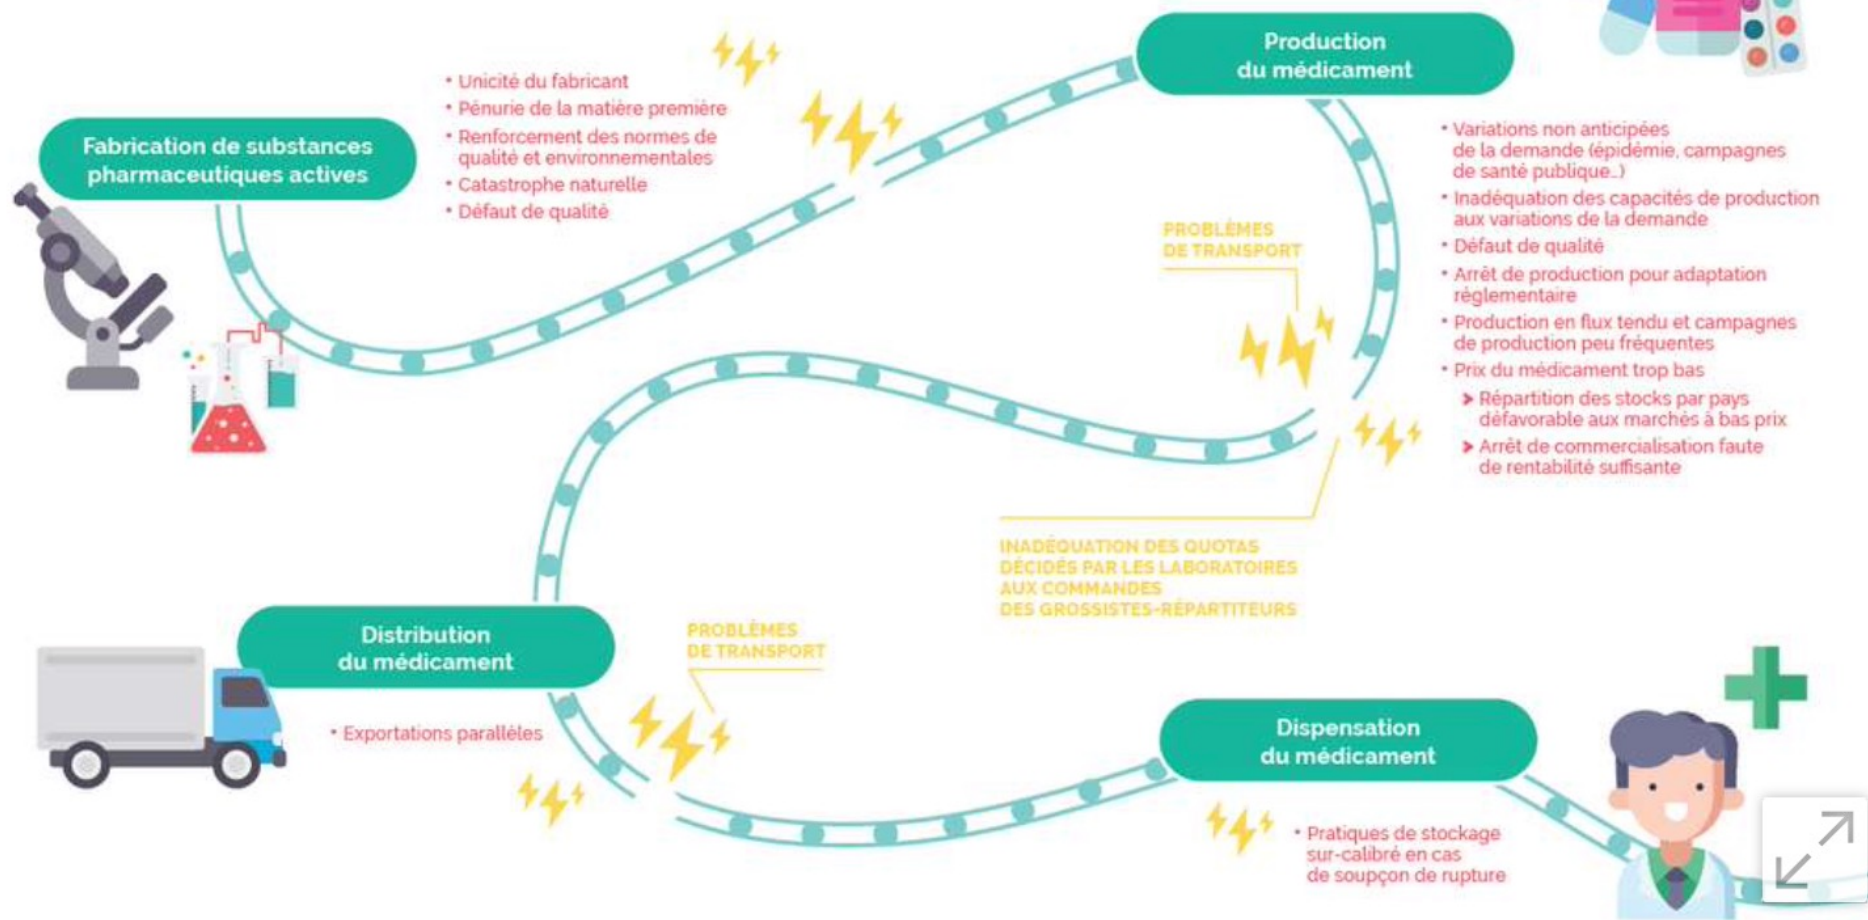 Fabrication de substances
pharmaceutiques actives
• Unicité du fabricant
• Pénurie de la matière première
• Renforcement des normes de
qualité et environnementales
• Catastrophe naturelle
• Défaut de qualité
Production
du médicament
• Variations non anticipées
de la demande (épidémie, campagnes
de santé publique…)
• Inadéquation des capacités de production
aux variations de la demande
• Défaut de qualité
• Arrêt de production pour adaptation
réglementaire
• Production en flux tendu et campagnes
de production peu fréquentes
• Prix du médicament trop bas
➤ Répartition des stocks par pays
défavorable aux marchés à bas prix
➤ Arrêt de commercialisation faute
de rentabilité suffisante
PROBLÈMES
DE TRANSPORT
INADÉQUATION DES QUOTAS
DÉCIDÉS PAR LES LABORATOIRES
AUX COMMANDES
DES GROSSISTES-RÉPARTITEURS
Distribution
du médicament
• Exportations parallèles
PROBLÈMES
DE TRANSPORT
Dispensation
du médicament
• Pratiques de stockage
sur-calibré en cas
de soupçon de rupture